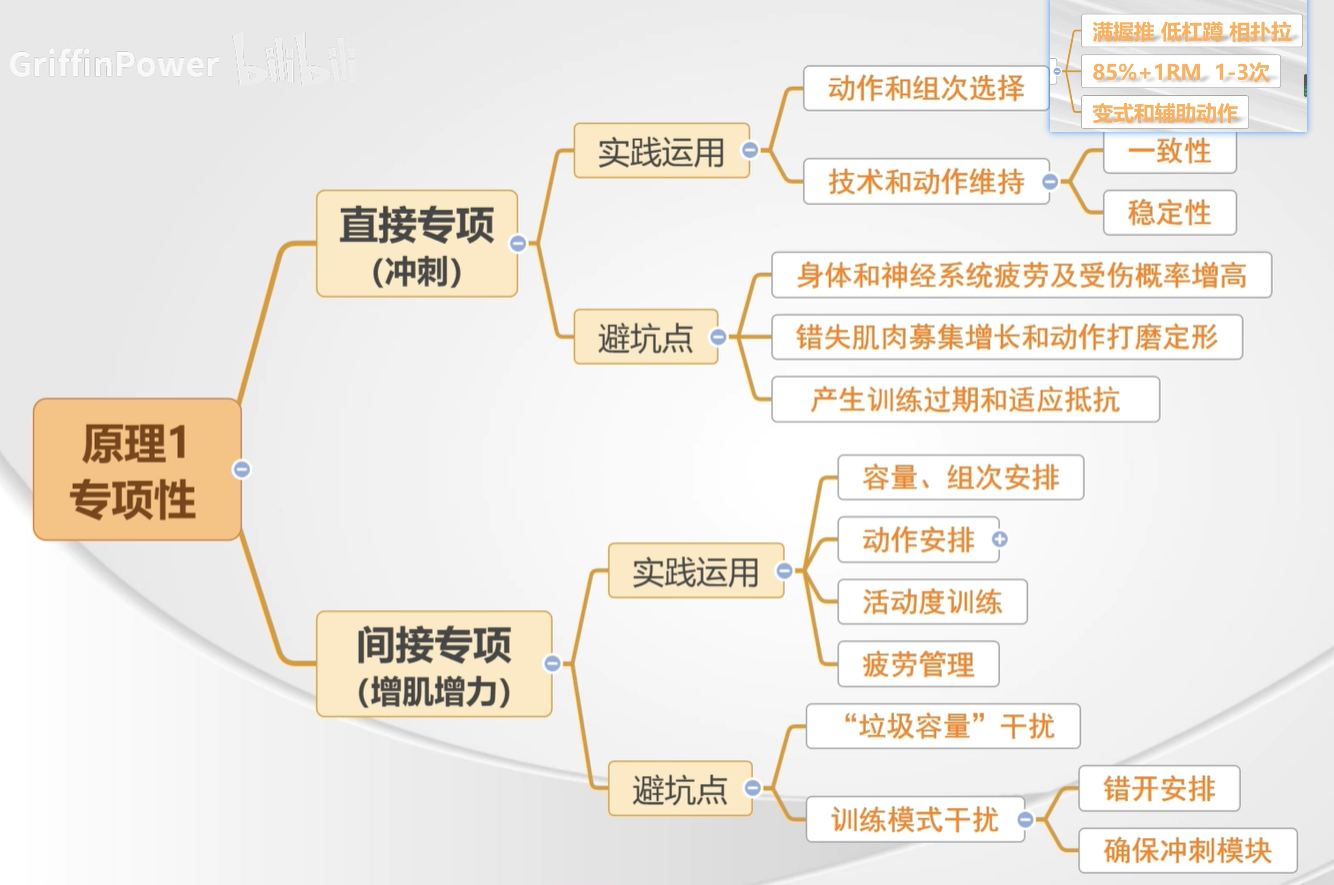 GriffinPower bilibili
原理1
专项性
直接专项
(冲刺)
实践运用
动作和组次选择
满握推 低杠蹲 相扑拉
85%+1RM 1-3次
变式和辅助动作
技术和动作维持
一致性
稳定性
避坑点
身体和神经系统疲劳及受伤概率增高
错失肌肉募集增长和动作打磨定形
产生训练过期和适应抵抗
间接专项
(增肌增力)
实践运用
容量、组次安排
动作安排
活动度训练
疲劳管理
避坑点
“垃圾容量”干扰
训练模式干扰
错开安排
确保冲刺模块